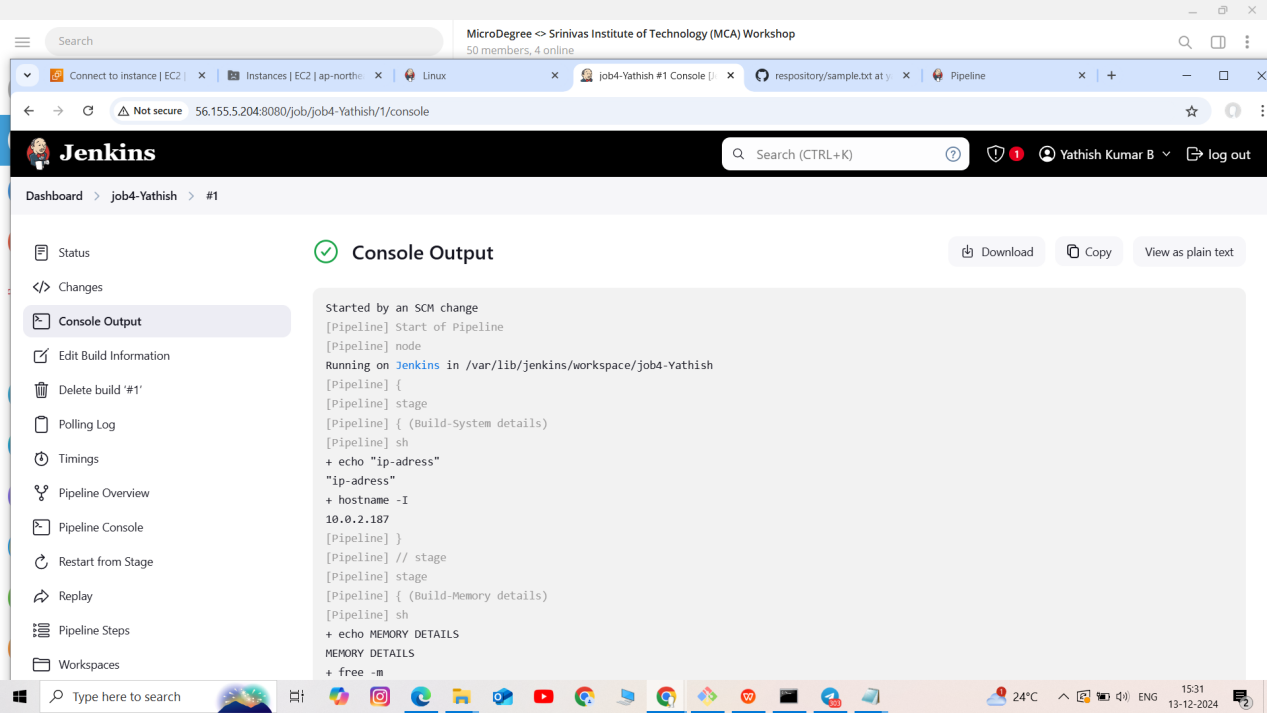 Search
MicroDegree <> Srinivas Institute of Technology (MCA) Workshop
50 members, 4 online
Connect to instance | EC2 |
Instances | EC2 | ap-northe
Linux
job4-Yathish #1 Console [J
respository/sample.txt at y
Pipeline
Not secure
56.155.5.204:8080/job/job4-Yathish/1/console
Jenkins
Search (CTRL+K)
1
Yathish Kumar B
log out
Dashboard
job4-Yathish
#1
Status
Changes
Console Output
Edit Build Information
Delete build ‘#1’
Polling Log
Timings
Pipeline Overview
Pipeline Console
Restart from Stage
Replay
Pipeline Steps
Workspaces
Console Output
Download
Copy
View as plain text
Started by an SCM change
[Pipeline] Start of Pipeline
[Pipeline] node
Running on Jenkins in /var/lib/jenkins/workspace/job4-Yathish
[Pipeline] {
[Pipeline] stage
[Pipeline] { (Build-System details)
[Pipeline] sh
+ echo "ip-adress"
"ip-adress"
+ hostname -I
10.0.2.187
[Pipeline] }
[Pipeline] // stage
[Pipeline] stage
[Pipeline] { (Build-Memory details)
[Pipeline] sh
+ echo MEMORY DETAILS
MEMORY DETAILS
+ free -m
Type here to search
24°C
ENG
15:31
13-12-2024
2